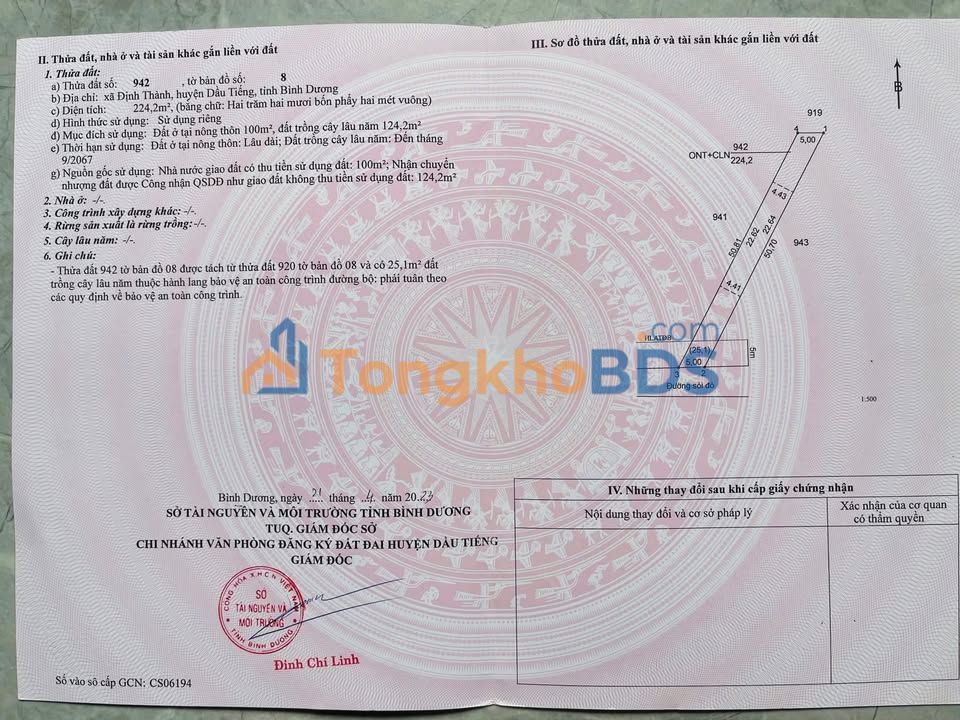 II. Thửa đất, nhà ở và tài sản khác gắn liền với đất
1. Thửa đất:
a) Thửa đất số: 942 , tờ bản đồ số: 8
b) Địa chỉ: xã Định Thành, huyện Dầu Tiếng, tỉnh Bình Dương
c) Diện tích: 224,2m², (bằng chữ: Hai trăm hai mươi bốn phẩy hai mét vuông)
d) Hình thức sử dụng: Sử dụng riêng
đ) Mục đích sử dụng: Đất ở tại nông thôn 100m², đất trồng cây lâu năm 124,2m²
e) Thời hạn sử dụng: Đất ở tại nông thôn: Lâu dài; Đất trồng cây lâu năm: Đến tháng
9/2067
g) Nguồn gốc sử dụng: Nhà nước giao đất có thu tiền sử dụng đất: 100m²; Nhận chuyển
nhượng đất được Công nhận QSDĐ như giao đất không thu tiền sử dụng đất: 124,2m²
2. Nhà ở: -/-.
3. Công trình xây dựng khác: -/-.
4. Rừng sản xuất là rừng trồng: -/-.
5. Cây lâu năm: -/-.
6. Ghi chú:
- Thửa đất 942 tờ bản đồ 08 được tách từ thửa đất 920 tờ bản đồ 08 và có 25,1m² đất
trồng cây lâu năm thuộc hành lang bảo vệ an toàn công trình đường bộ: phải tuân theo
các quy định về bảo vệ an toàn công trình.
III. Sơ đồ thửa đất, nhà ở và tài sản khác gắn liền với đất
B
919
4 1
5,00
942
ONT+CLN 224,2
4.43
941
943
50,81
22.62
22.64
50,70
4.41
HLATĐB
(25,1)
5m
5,00
3 2
Đường sỏi đỏ
1:500
TongkhoBDS
.com
Bình Dương, ngày 21 tháng 4 năm 2023
SỞ TÀI NGUYÊN VÀ MÔI TRƯỜNG TỈNH BÌNH DƯƠNG
TUQ. GIÁM ĐỐC SỞ
CHI NHÁNH VĂN PHÒNG ĐĂNG KÝ ĐẤT ĐAI HUYỆN DẦU TIẾNG
GIÁM ĐỐC
CỘNG HÒA X.H.C.N VIỆT NAM
SỞ
TÀI NGUYÊN VÀ
MÔI TRƯỜNG
TỈNH BÌNH DƯƠNG
Đinh Chí Linh
Số vào sổ cấp GCN: CS06194
IV. Những thay đổi sau khi cấp giấy chứng nhận
Nội dung thay đổi và cơ sở pháp lý
Xác nhận của cơ quan
có thẩm quyền